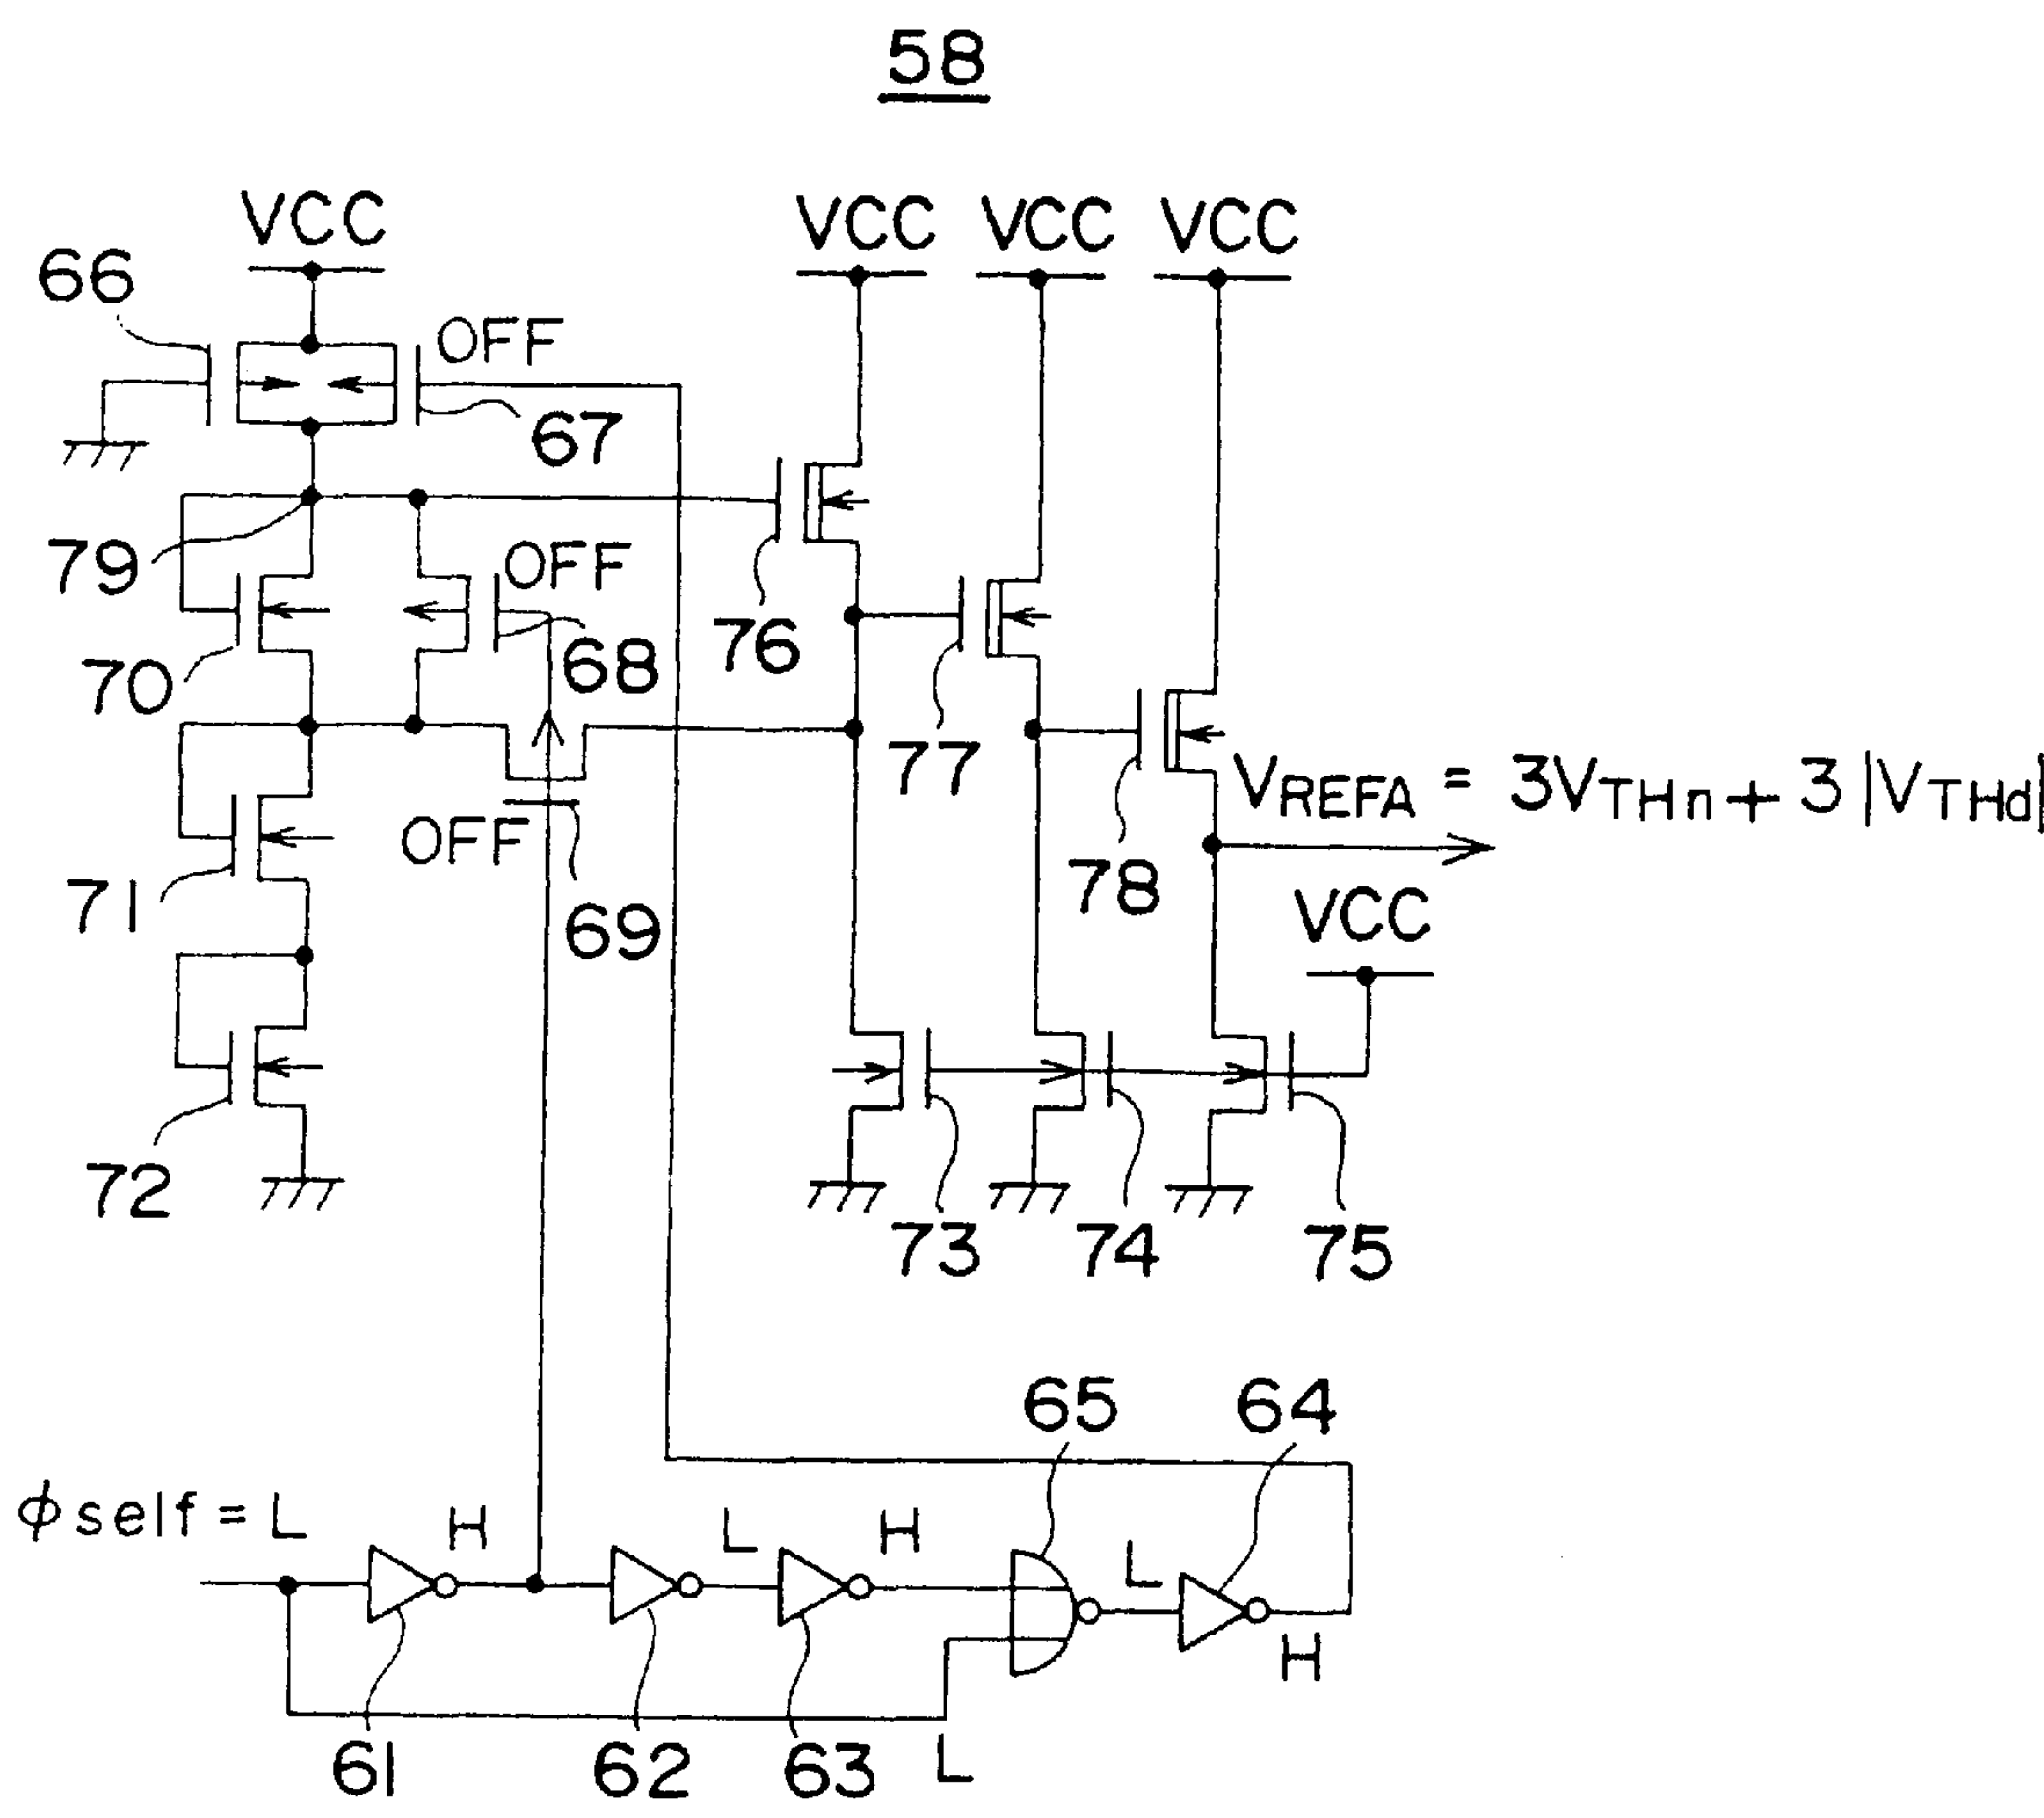 58
VCC VCC VCC VCC
66
OFF
67
79
OFF
68
70
76
77
VREFA = 3VTHn + 3|VTHd|
OFF
71
69
78
VCC
72
73
74
75
65
64
φself = L
H
L
H
L
H
61
62
63
L